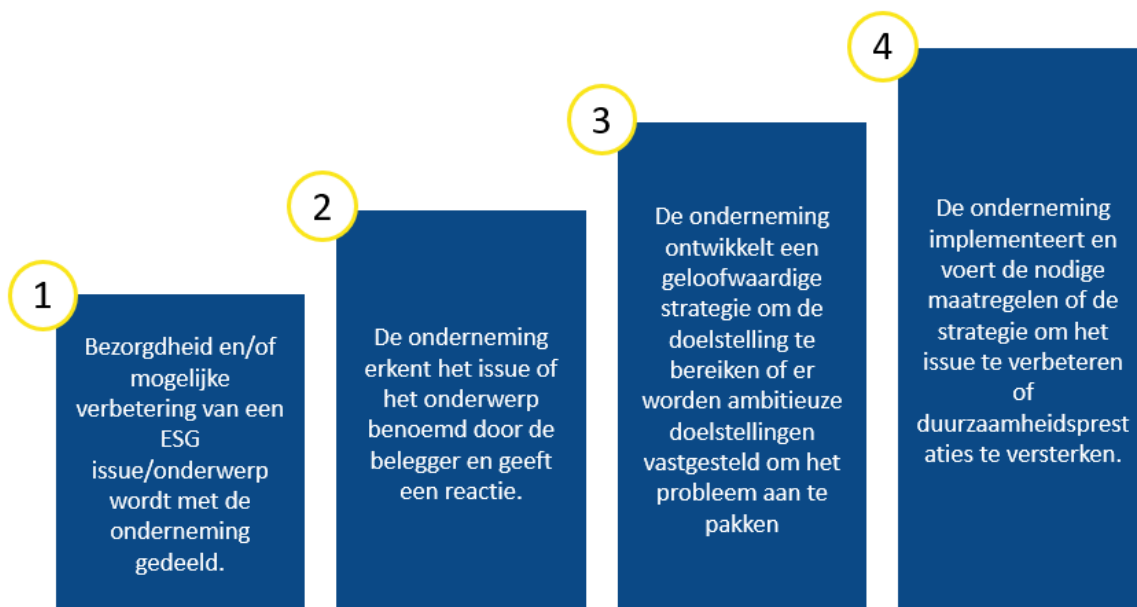 1
Bezorgdheid en/of
mogelijke
verbetering van een
ESG
issue/onderwerp
wordt met de
onderneming
gedeeld.
2
De onderneming
erkent het issue of
het onderwerp
benoemd door de
belegger en geeft
een reactie.
3
De onderneming
ontwikkelt een
geloofwaardige
strategie om de
doelstelling te
bereiken of er
worden ambitieuze
doelstellingen
vastgesteld om het
probleem aan te
pakken
4
De onderneming
implementeert en
voert de nodige
maatregelen of de
strategie om het
issue te verbeteren
of
duurzaamheidsprest
aties te versterken.